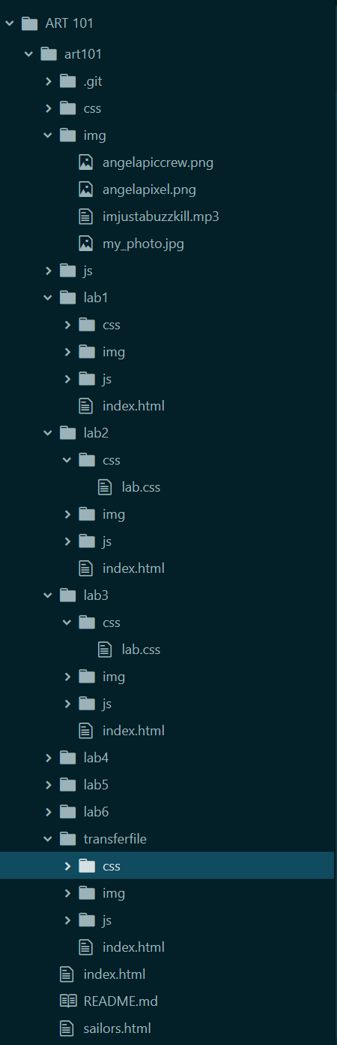 ART 101
art101
.git
css
img
angelapiccrew.png
angelapixel.png
imjustabuzzkill.mp3
my_photo.jpg
js
lab1
css
img
js
index.html
lab2
css
lab.css
img
js
index.html
lab3
css
lab.css
img
js
index.html
lab4
lab5
lab6
transferfile
css
img
js
index.html
index.html
README.md
sailors.html